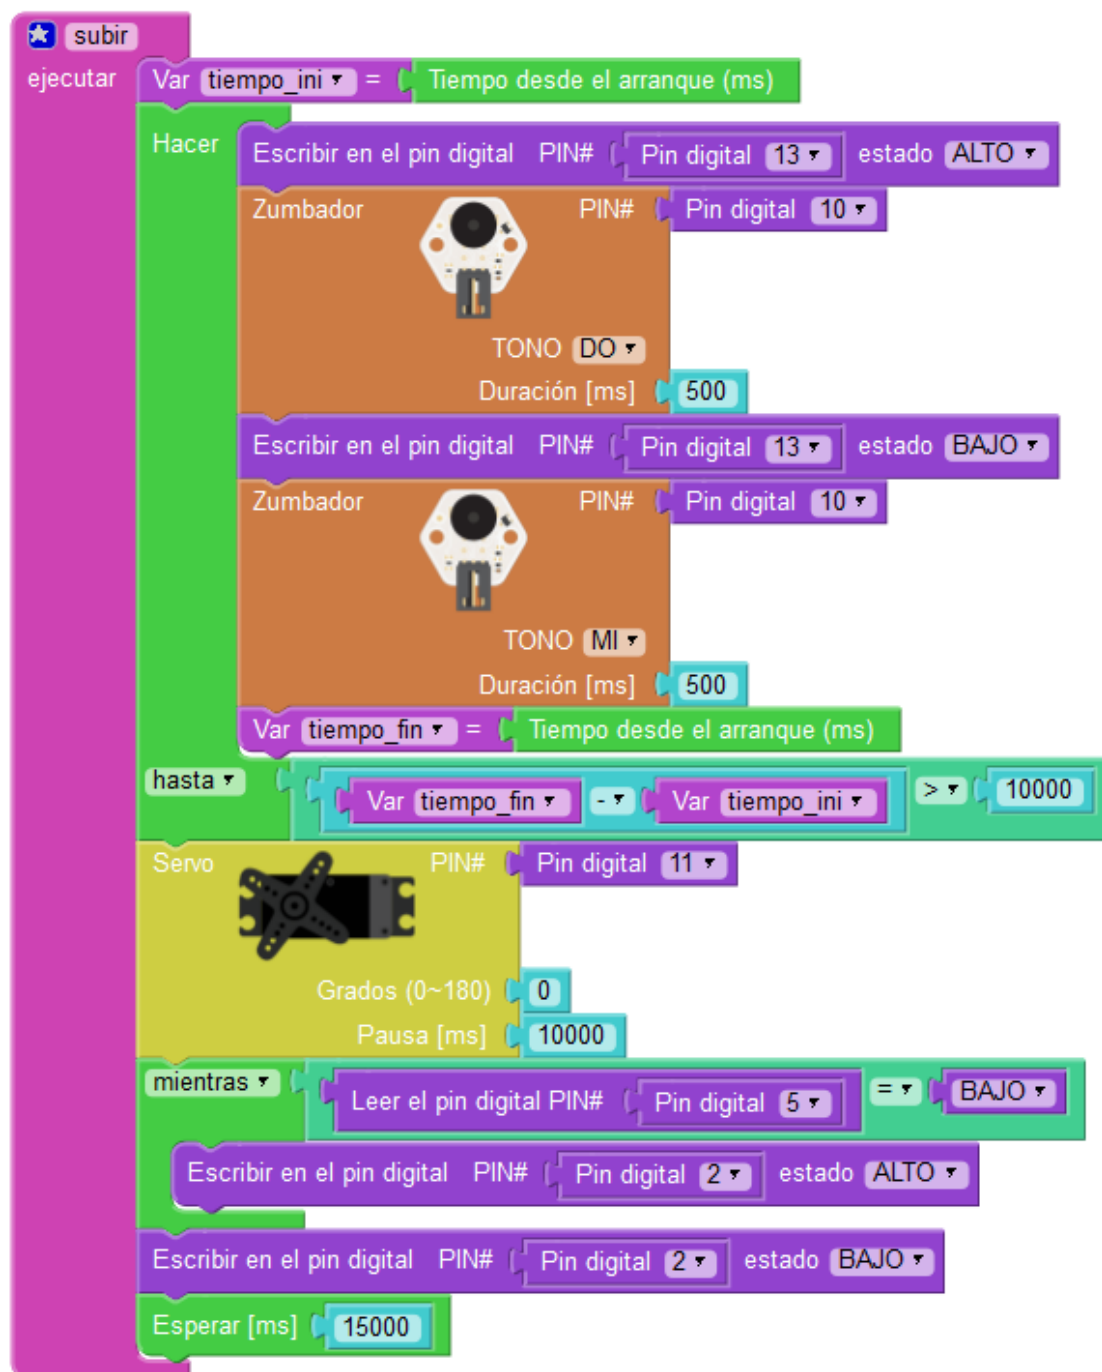 subir
ejecutar Var tiempo_ini = Tiempo desde el arranque (ms)
Hacer
Escribir en el pin digital PIN# Pin digital 13 estado ALTO
Zumbador PIN# Pin digital 10
TONO DO
Duración [ms] 500
Escribir en el pin digital PIN# Pin digital 13 estado BAJO
Zumbador PIN# Pin digital 10
TONO MI
Duración [ms] 500
Var tiempo_fin = Tiempo desde el arranque (ms)
hasta Var tiempo_fin - Var tiempo_ini > 10000
Servo PIN# Pin digital 11
Grados (0~180) 0
Pausa [ms] 10000
mientras Leer el pin digital PIN# Pin digital 5 = BAJO
Escribir en el pin digital PIN# Pin digital 2 estado ALTO
Escribir en el pin digital PIN# Pin digital 2 estado BAJO
Esperar [ms] 15000